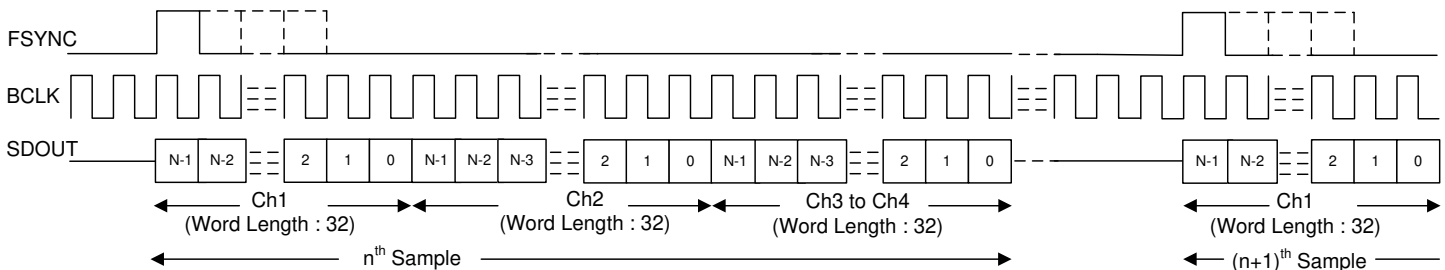 FSYNC
BCLK
SDOUT N-1 N-2 2 1 0 N-1 N-2 N-3 2 1 0 N-1 N-2 N-3 2 1 0 N-1 N-2 2 1 0
Ch1 Ch2 Ch3 to Ch4 Ch1
(Word Length : 32) (Word Length : 32) (Word Length : 32) (Word Length : 32)
nth Sample (n+1)th Sample